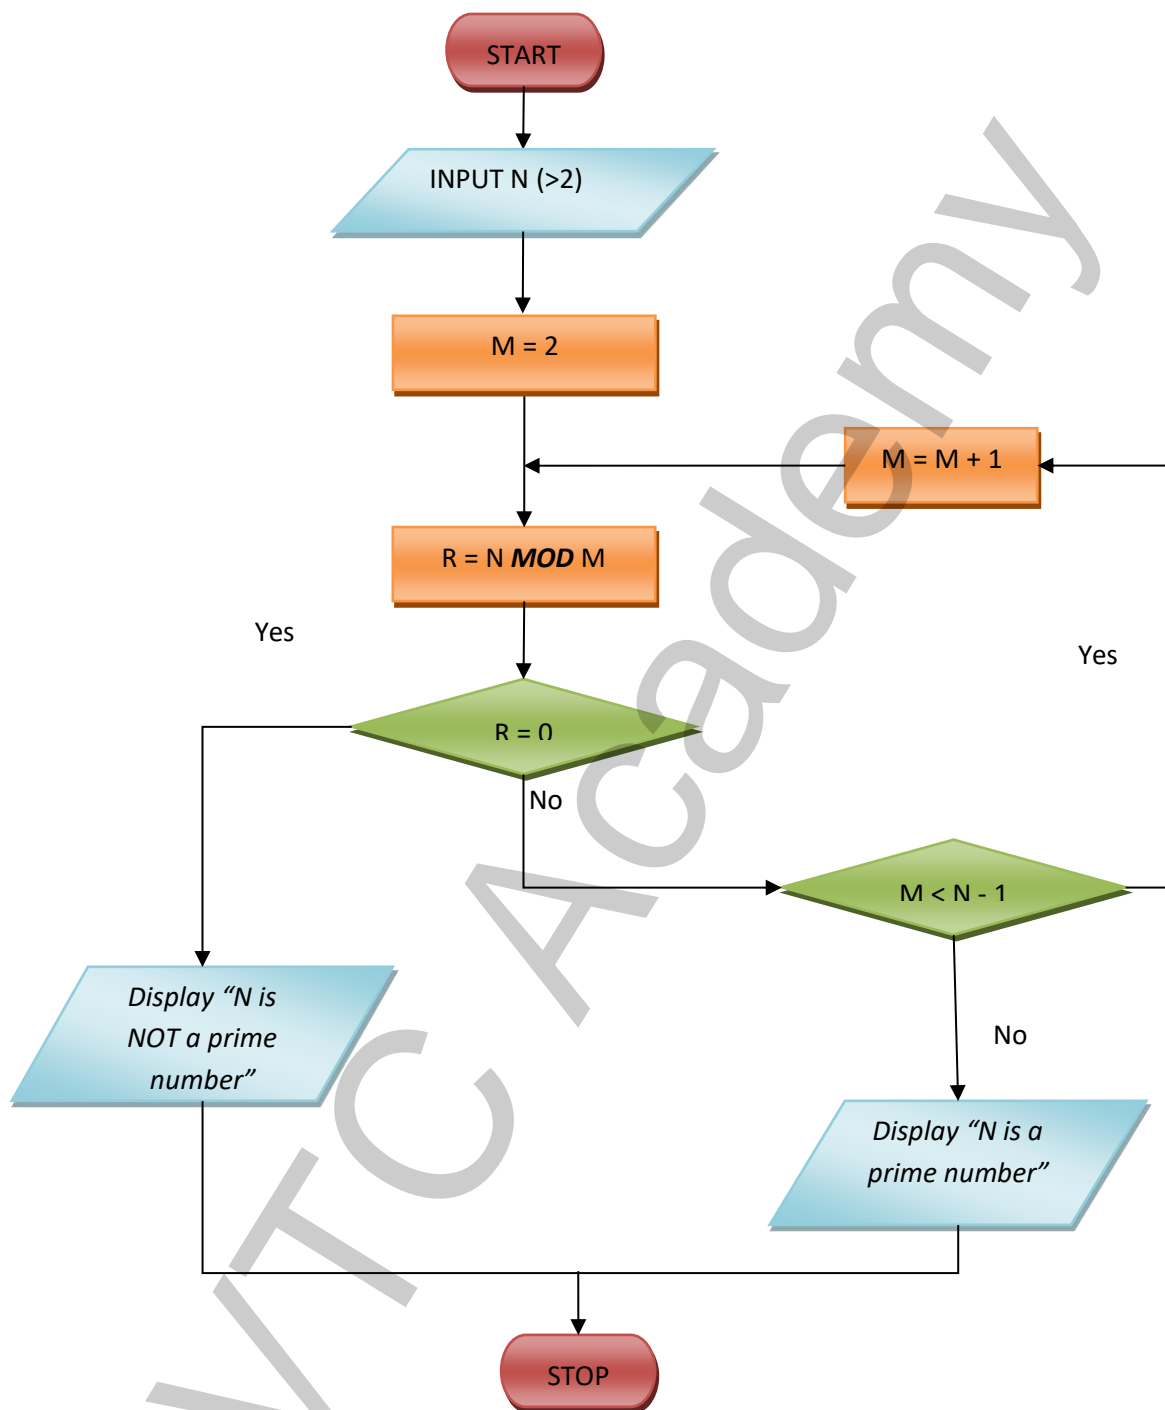 START
INPUT N (>2)
M = 2
M = M + 1
R = N MOD M
Yes
Yes
R = 0
No
M < N - 1
Display “N is
NOT a prime
number”
No
Display “N is a
prime number”
STOP
VTC Academy